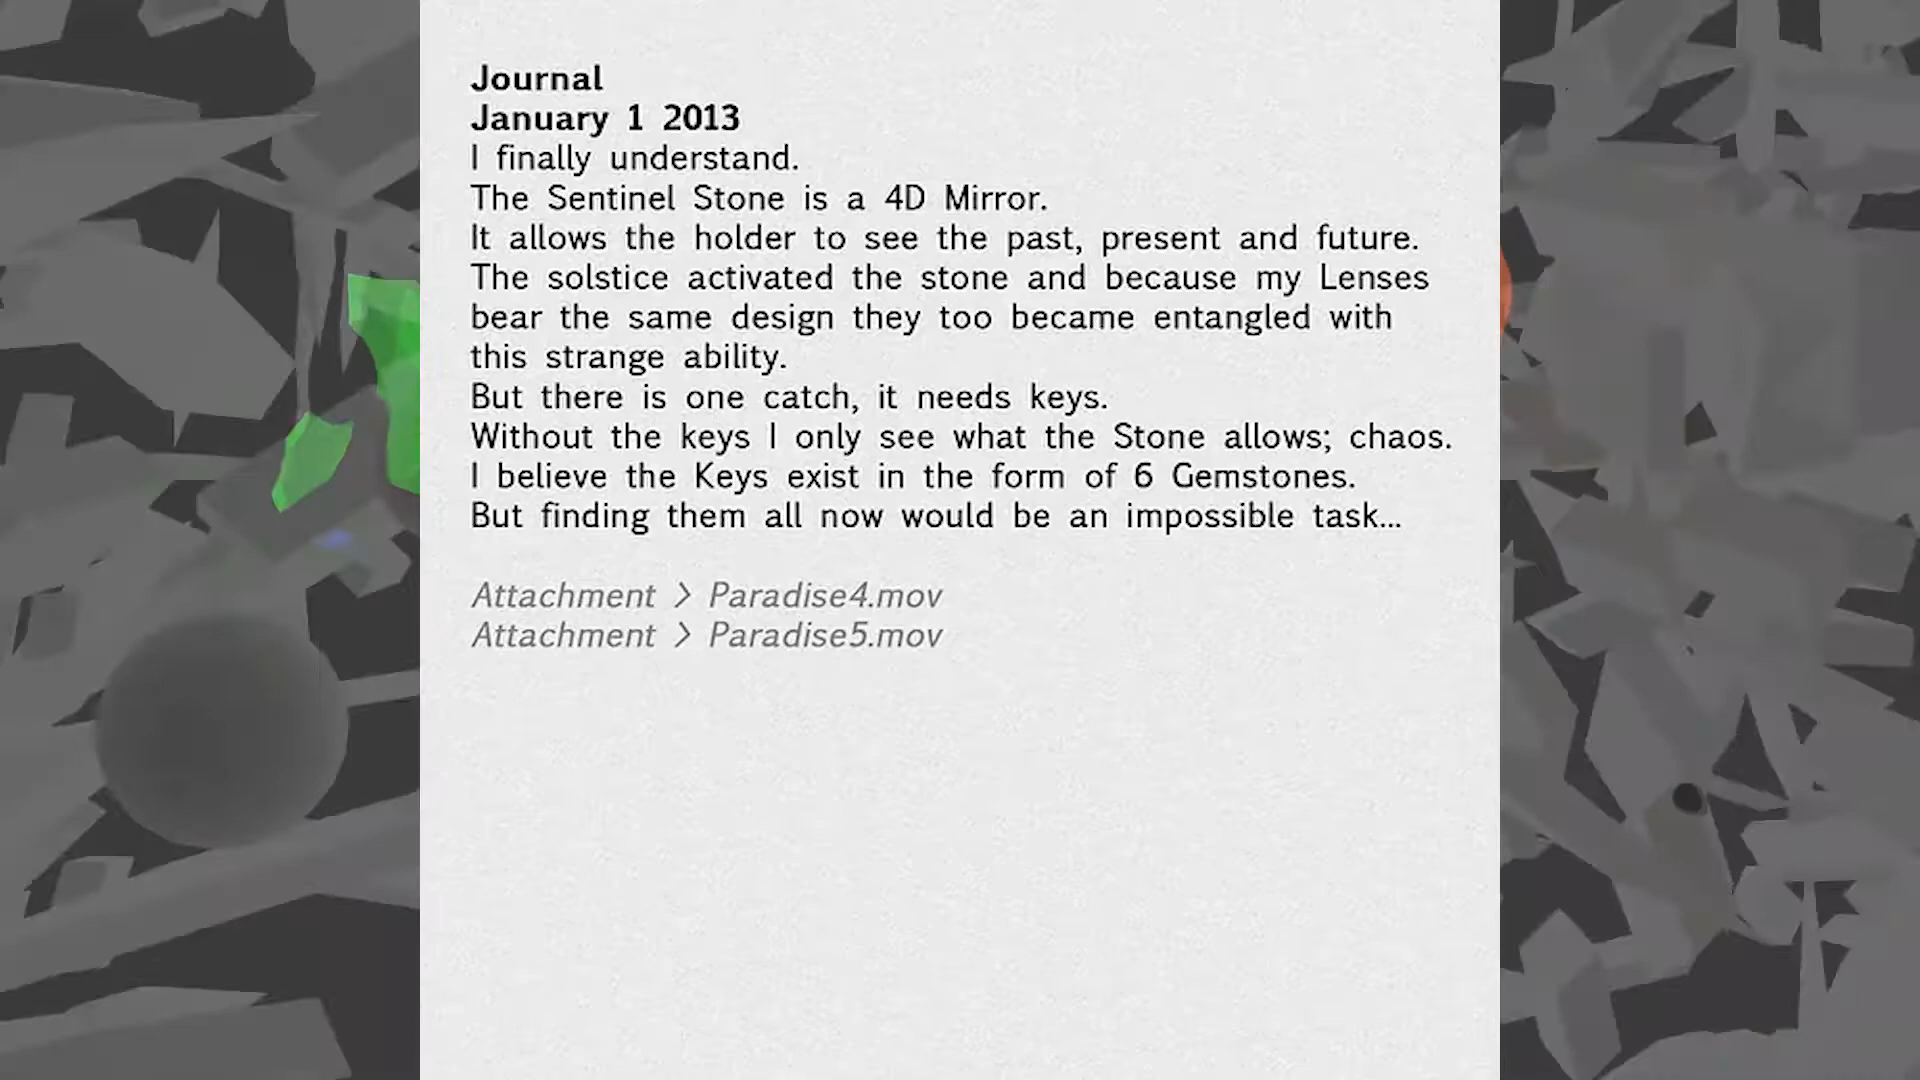 Journal
January 1 2013
I finally understand.
The Sentinel Stone is a 4D Mirror.
It allows the holder to see the past, present and future.
The solstice activated the stone and because my Lenses
bear the same design they too became entangled with
this strange ability.
But there is one catch, it needs keys.
Without the keys I only see what the Stone allows; chaos.
I believe the Keys exist in the form of 6 Gemstones.
But finding them all now would be an impossible task...
Attachment > Paradise4.mov
Attachment > Paradise5.mov